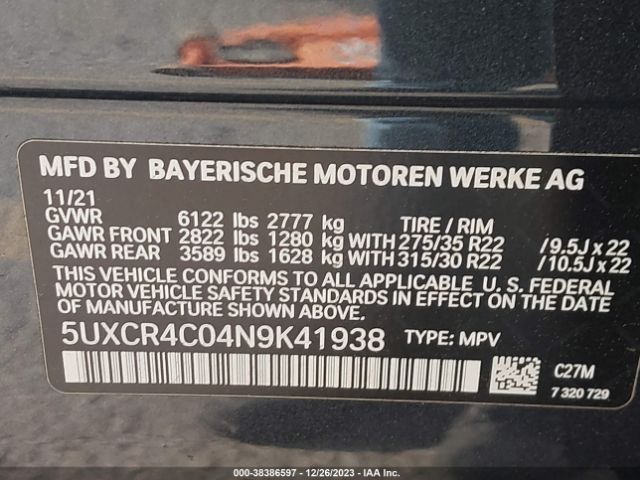 MFD BY BAYERISCHE MOTOREN WERKE AG
11/21
GVWR 6122 lbs 2777 kg TIRE / RIM
GAWR FRONT 2822 lbs 1280 kg WITH 275/35 R22 / 9.5J x 22
GAWR REAR 3589 lbs 1628 kg WITH 315/30 R22 / 10.5J x 22
THIS VEHICLE CONFORMS TO ALL APPLICABLE U. S. FEDERAL
MOTOR VEHICLE SAFETY STANDARDS IN EFFECT ON THE DATE
OF MANUFACTURE SHOWN ABOVE.
5UXCR4C04N9K41938 TYPE: MPV
C27M
7 320 729
000-38386597 - 12/26/2023 - IAA Inc.